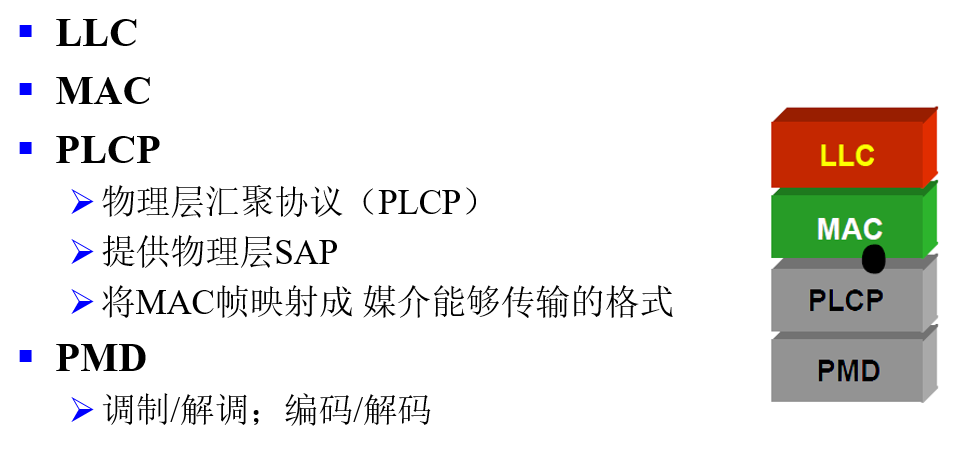 LLC
MAC
PLCP
物理层汇聚协议（PLCP）
提供物理层SAP
将MAC帧映射成 媒介能够传输的格式
PMD
调制/解调；编码/解码
LLC
MAC
PLCP
PMD